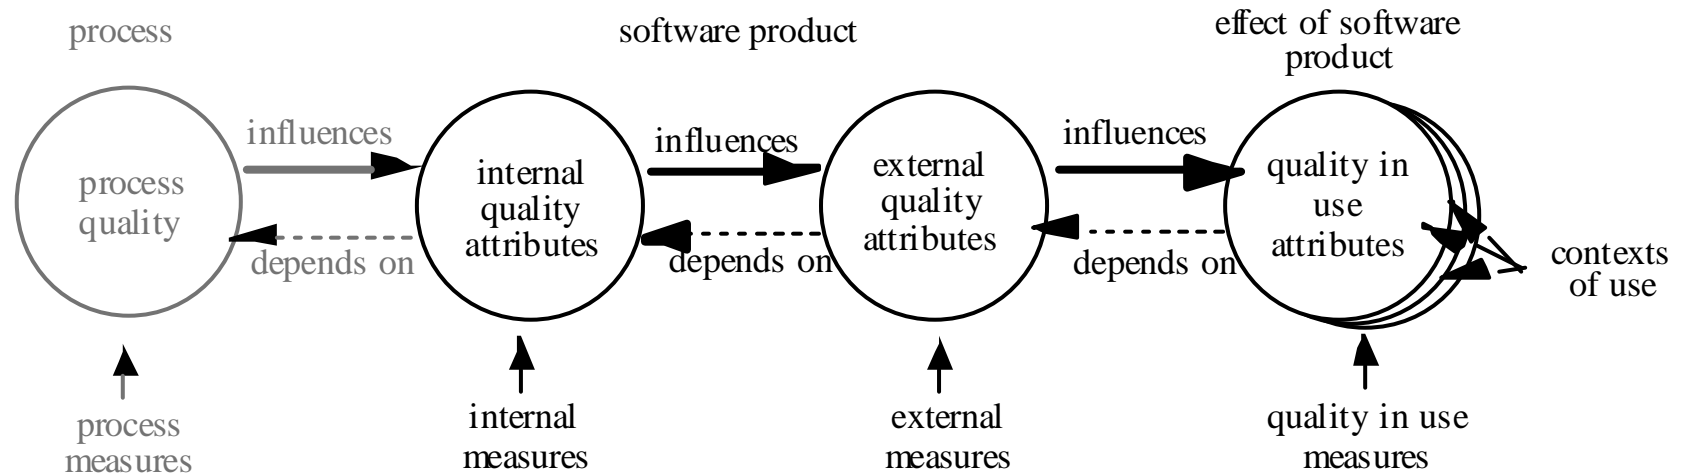 process
software product
effect of software
product
influences
influences
influences
process
quality
internal
quality
attributes
external
quality
attributes
quality in
use
attributes
depends on
depends on
depends on
contexts
of use
process
measures
internal
measures
external
measures
quality in use
measures